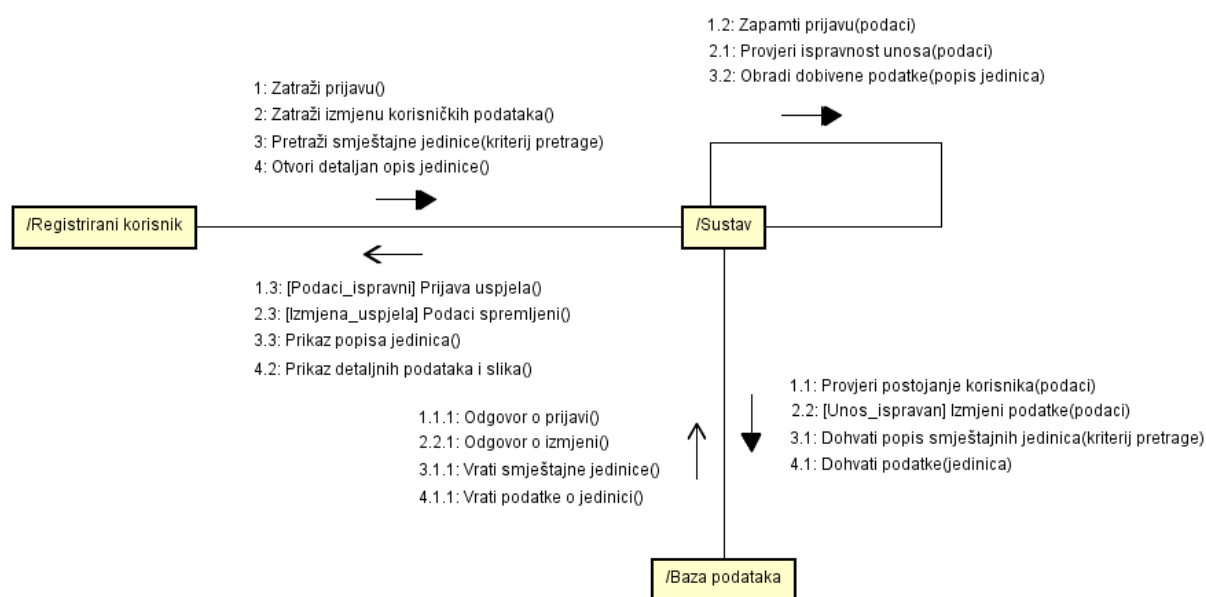 1.2: Zapamti prijavu(podaci)
2.1: Provjeri ispravnost unosa(podaci)
3.2: Obradi dobivene podatke(popis jedinica)
1: Zatraži prijavu()
2: Zatraži izmjenu korisničkih podataka()
3: Pretraži smještajne jedinice(kriterij pretrage)
4: Otvori detaljan opis jedinice()
/Registrirani korisnik
/Sustav
1.3: [Podaci_ispravni] Prijava uspjela()
2.3: [Izmjena_uspjela] Podaci spremljeni()
3.3: Prikaz popisa jedinica()
4.2: Prikaz detaljnih podataka i slika()
1.1: Provjeri postojanje korisnika(podaci)
2.2: [Unos_ispravan] Izmjeni podatke(podaci)
3.1: Dohvati popis smještajnih jedinica(kriterij pretrage)
4.1: Dohvati podatke(jedinica)
1.1.1: Odgovor o prijavi()
2.2.1: Odgovor o izmjeni()
3.1.1: Vrati smještajne jedinice()
4.1.1: Vrati podatke o jedinici()
/Baza podataka